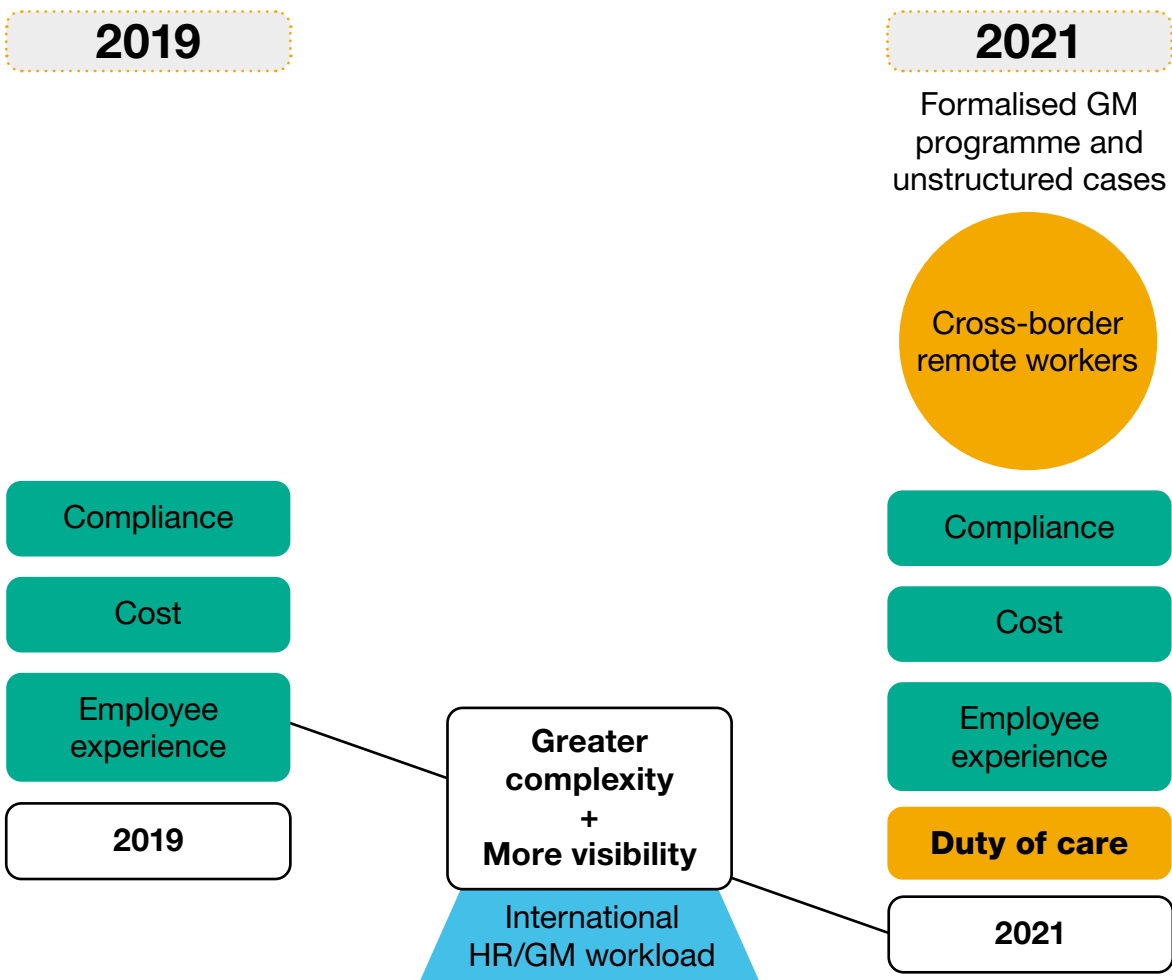 2019
Compliance
Cost
Employee
experience
2019
Greater
complexity
+
More visibility
International
HR/GM workload
2021
Formalised GM
programme and
unstructured cases
Cross-border
remote workers
Compliance
Cost
Employee
experience
Duty of care
2021